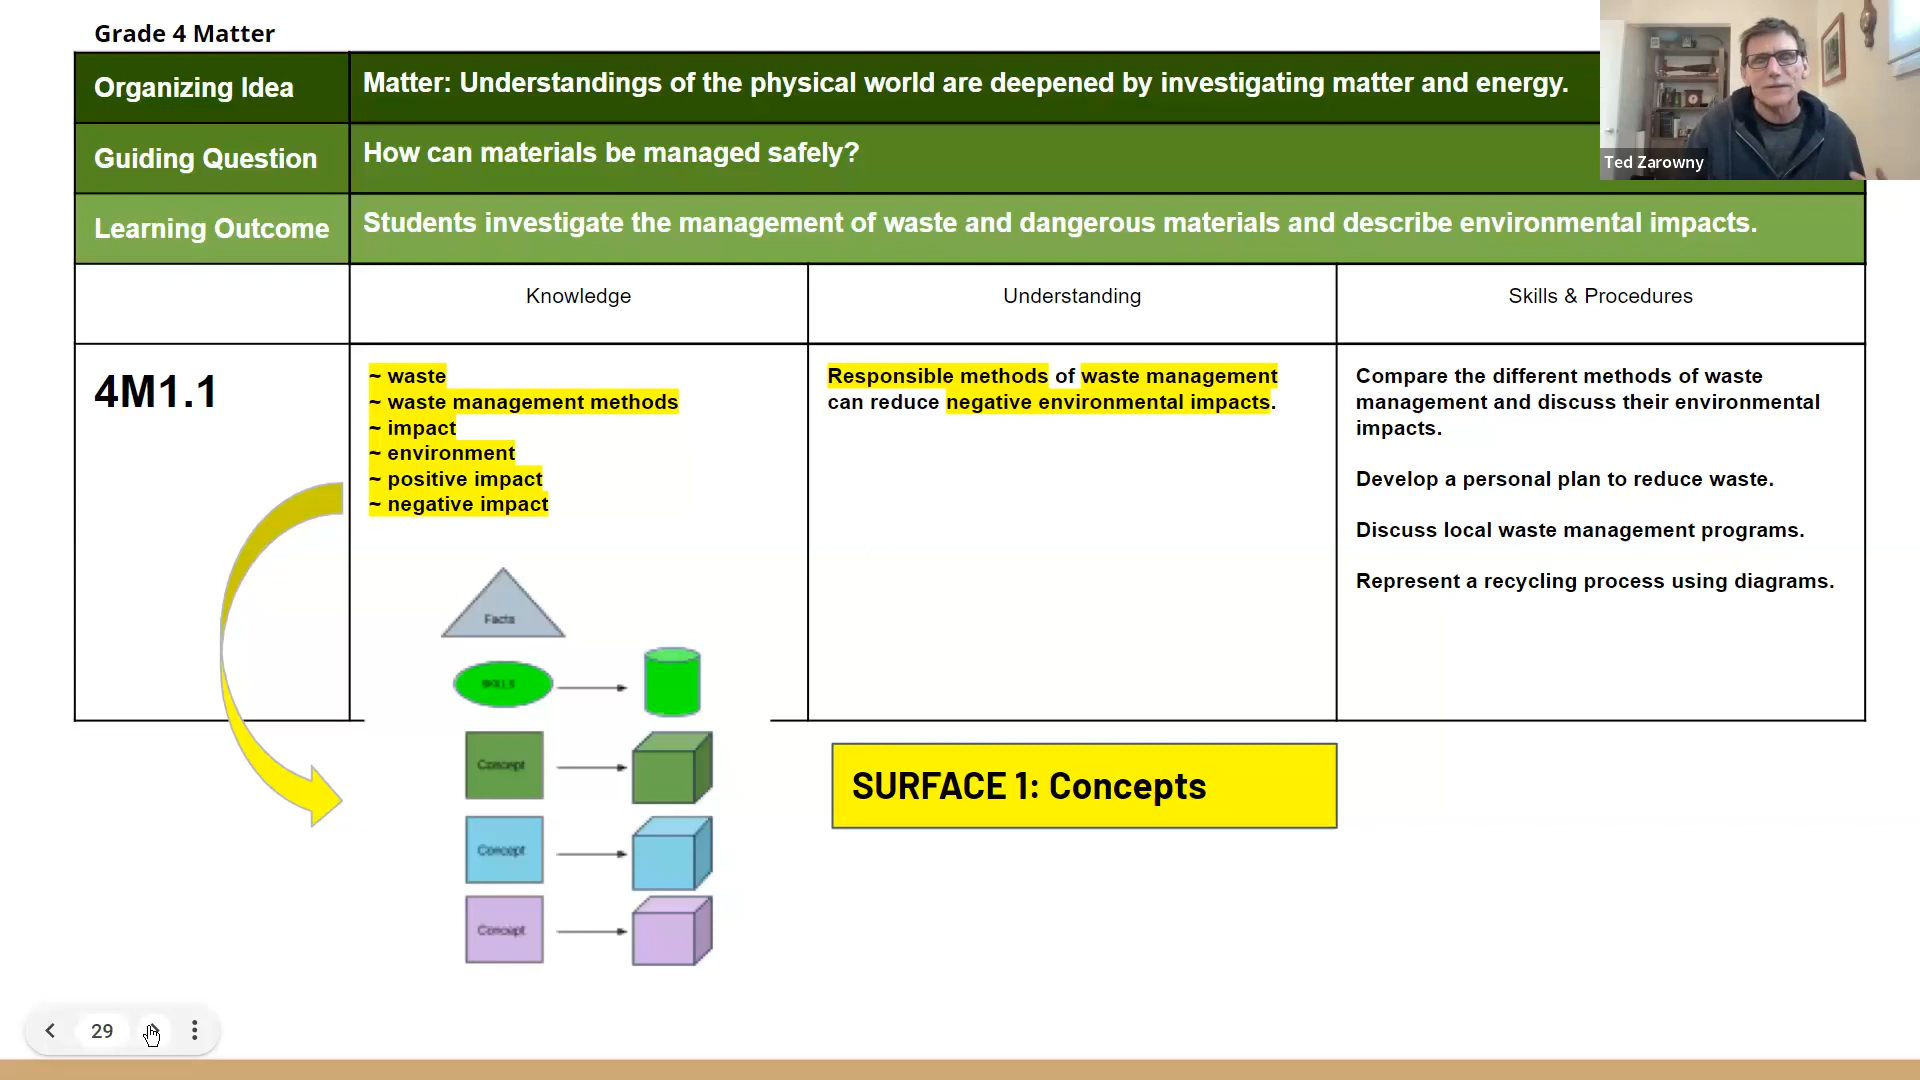 Grade 4 Matter
Organizing Idea
Matter: Understandings of the physical world are deepened by investigating matter and energy.
Guiding Question
How can materials be managed safely?
Learning Outcome
Students investigate the management of waste and dangerous materials and describe environmental impacts.
Ted Zarowny
Knowledge
Understanding
Skills & Procedures
4M1.1
~ waste
~ waste management methods
~ impact
~ environment
~ positive impact
~ negative impact
Responsible methods of waste management
can reduce negative environmental impacts.
Compare the different methods of waste
management and discuss their environmental
impacts.
Develop a personal plan to reduce waste.
Discuss local waste management programs.
Represent a recycling process using diagrams.
Facts
SKILLS
Concept
Concept
Concept
SURFACE 1: Concepts
29